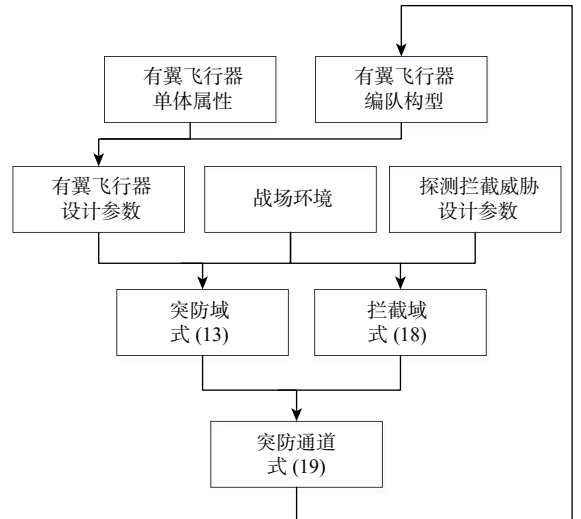 有翼飞行器
单体属性
有翼飞行器
编队构型
有翼飞行器
设计参数
战场环境
探测拦截威胁
设计参数
突防域
式 (13)
拦截域
式 (18)
突防通道
式 (19)